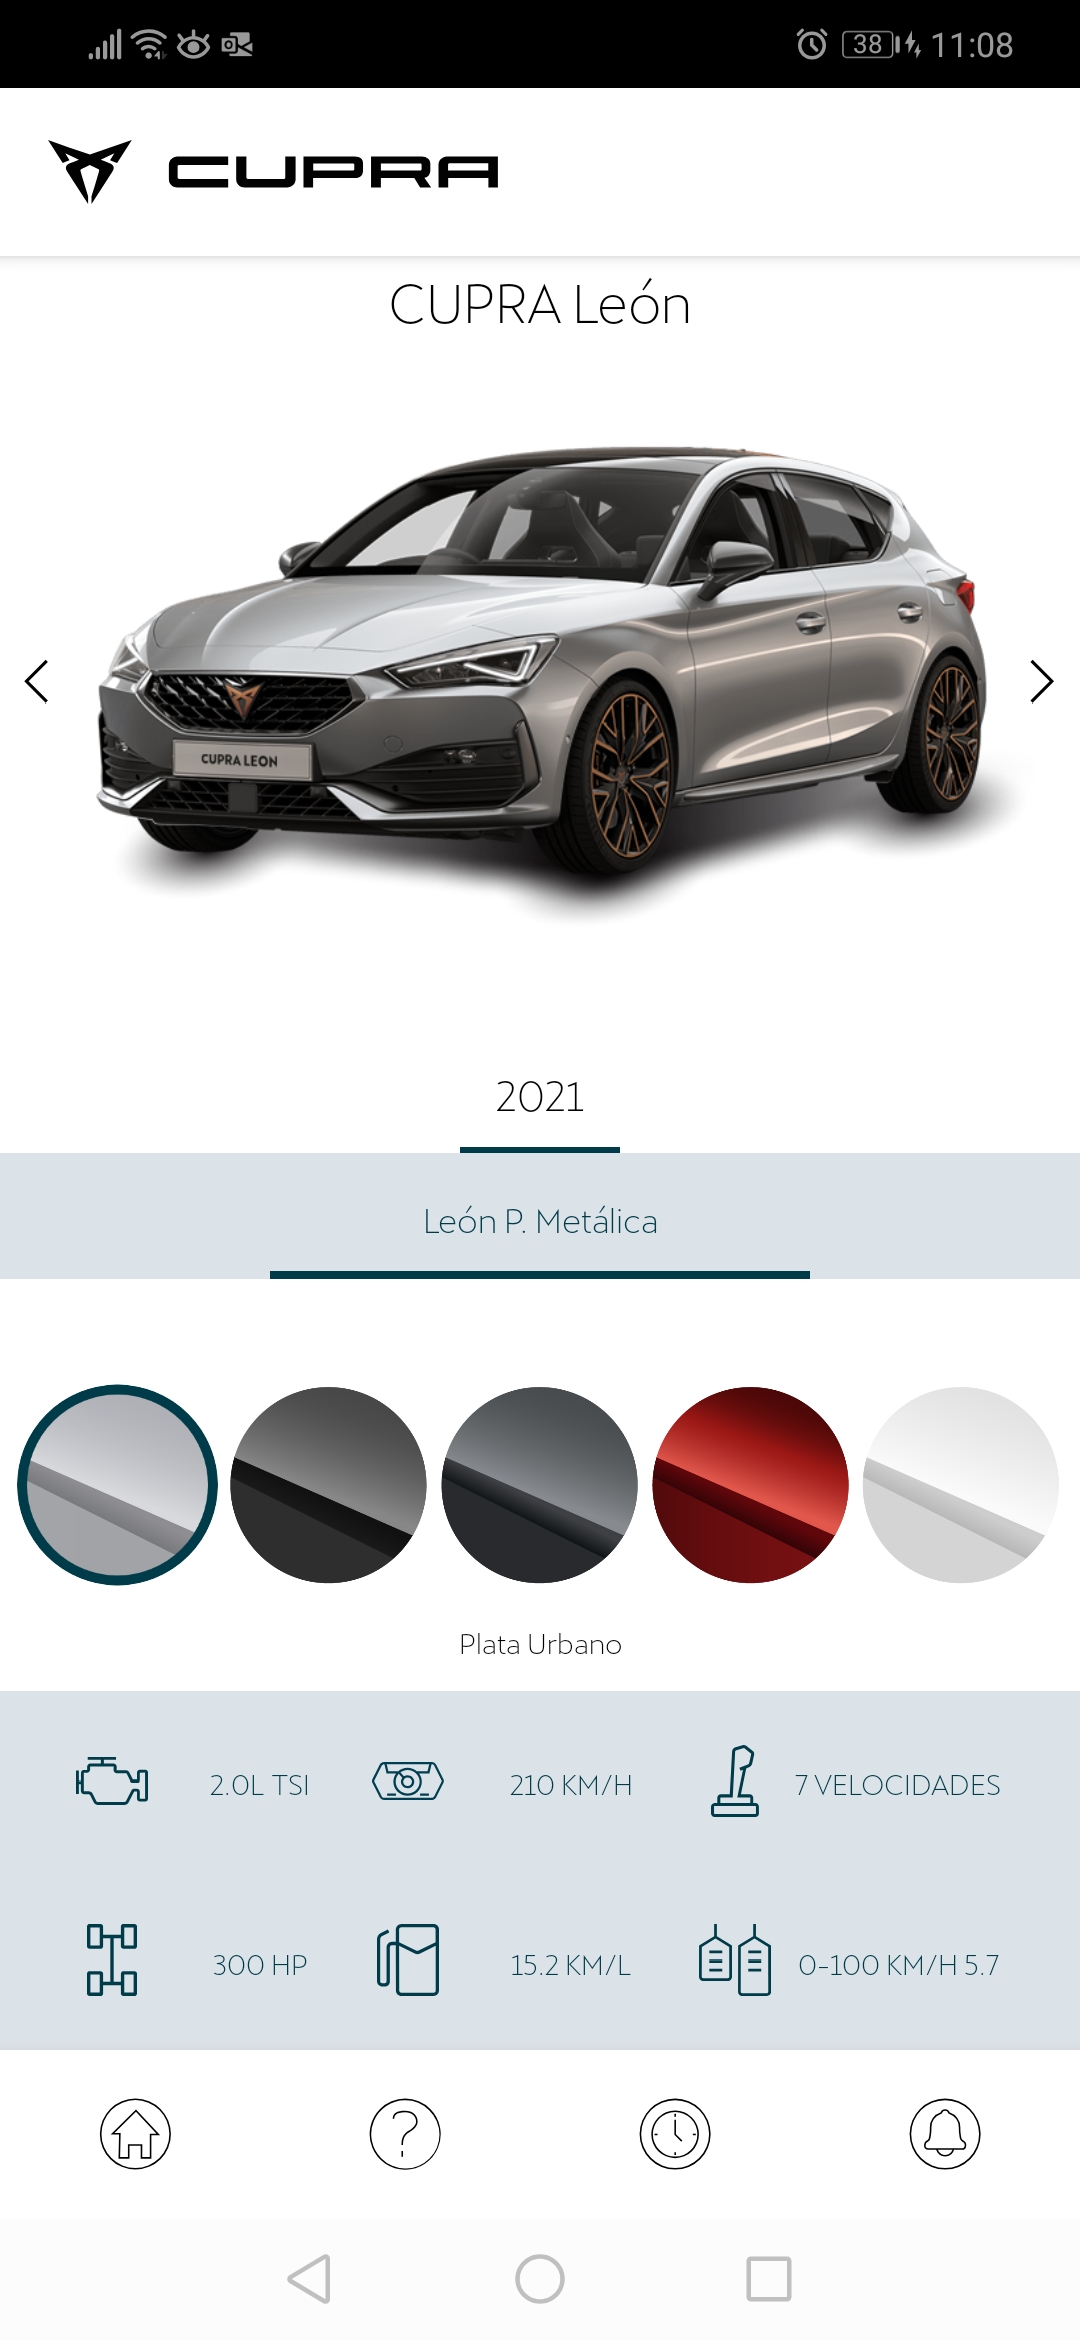 38 11:08
CUPRA
CUPRA León
CUPRA LEON
2021
León P. Metálica
Plata Urbano
2.0L TSI 210 KM/H 7 VELOCIDADES
300 HP 15.2 KM/L 0-100 KM/H 5.7